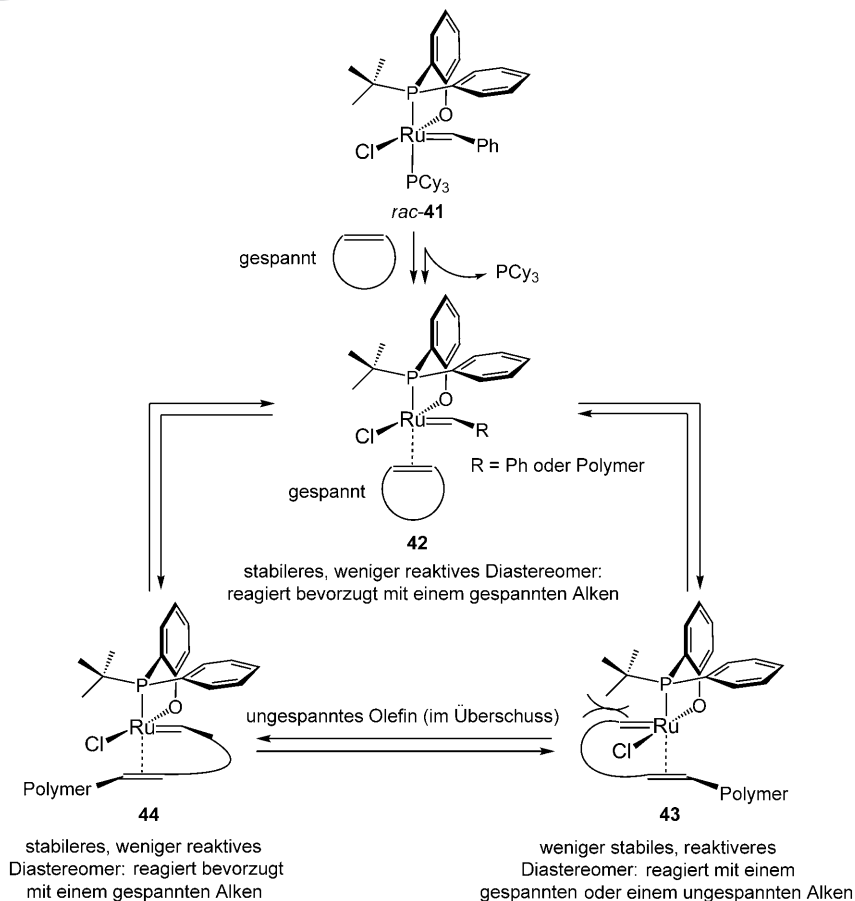 P
O
Ru
Cl
Ph
PCy3
rac-41
gespannt
PCy3
P
O
Ru
Cl
R
R = Ph oder Polymer
gespannt
42
stabileres, weniger reaktives Diastereomer:
reagiert bevorzugt mit einem gespannten Alken
P
O
Ru
Cl
Polymer
44
stabileres, weniger reaktives
Diastereomer: reagiert bevorzugt
mit einem gespannten Alken
ungespanntes Olefin (im Überschuss)
P
O
Ru
Cl
Polymer
43
weniger stabiles, reaktiveres
Diastereomer: reagiert mit einem
gespannten oder einem ungespannten Alken